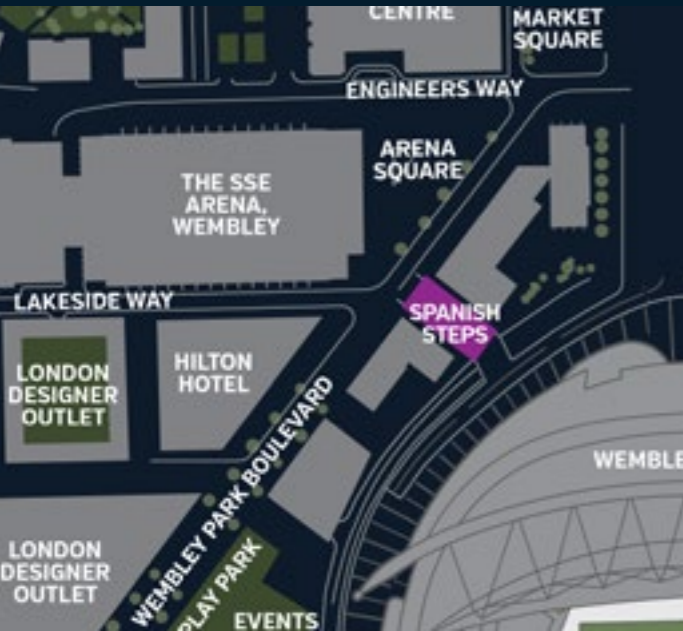 CENTRE
MARKET
SQUARE
ENGINEERS WAY
ARENA
SQUARE
THE SSE
ARENA,
WEMBLEY
LAKESIDE WAY
SPANISH
STEPS
LONDON
DESIGNER
OUTLET
HILTON
HOTEL
WEMBLEY PARK BOULEVARD
WEMBLE
LONDON
DESIGNER
OUTLET
PLAY PARK
EVENTS